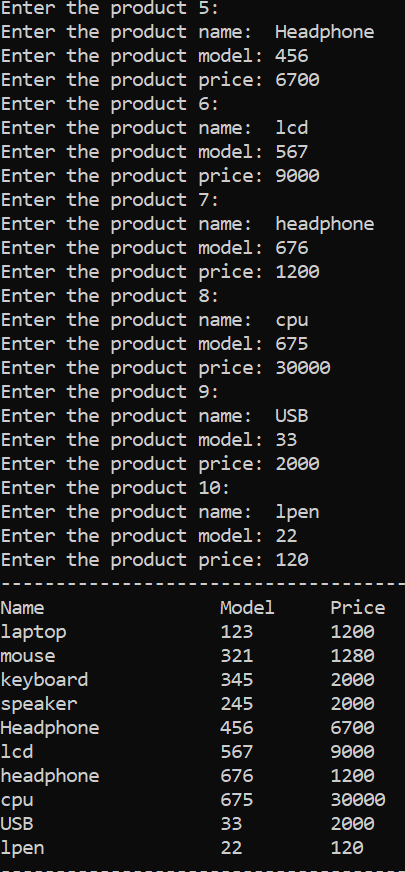 Enter the product 5:
Enter the product name:  Headphone
Enter the product model: 456
Enter the product price: 6700
Enter the product 6:
Enter the product name:  lcd
Enter the product model: 567
Enter the product price: 9000
Enter the product 7:
Enter the product name:  headphone
Enter the product model: 676
Enter the product price: 1200
Enter the product 8:
Enter the product name:  cpu
Enter the product model: 675
Enter the product price: 30000
Enter the product 9:
Enter the product name:  USB
Enter the product model: 33
Enter the product price: 2000
Enter the product 10:
Enter the product name:  lpen
Enter the product model: 22
Enter the product price: 120
-------------------------------------
Name                Model     Price
laptop              123       1200
mouse               321       1280
keyboard            345       2000
speaker             245       2000
Headphone           456       6700
lcd                 567       9000
headphone           676       1200
cpu                 675       30000
USB                 33        2000
lpen                22        120
-------------------------------------